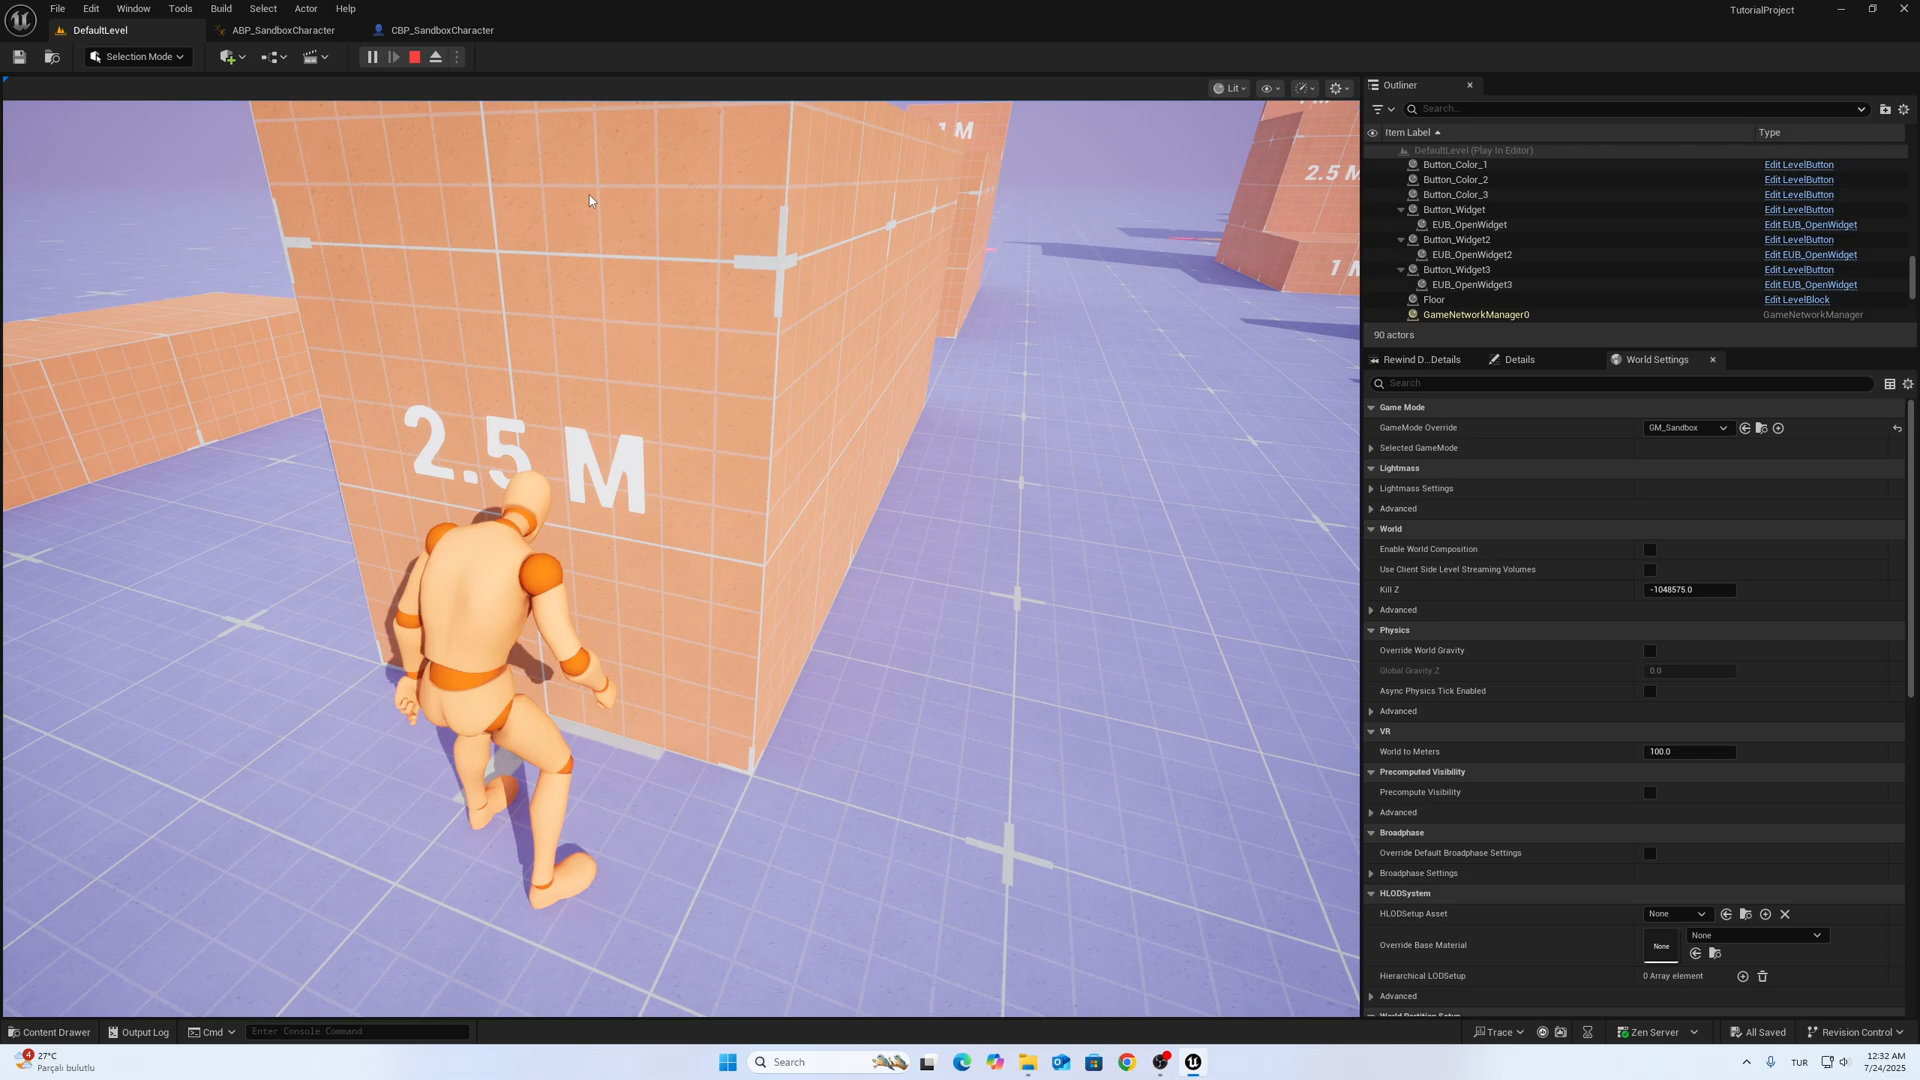 File Edit Window Tools Build Select Actor Help
TutorialProject
DefaultLevel
ABP_SandboxCharacter
CBP_SandboxCharacter
Selection Mode
Lit
1 M
2.5 M
1 M
2.5 M
Outliner
Search...
Item Label
Type
DefaultLevel (Play In Editor)
Button_Color_1 Edit LevelButton
Button_Color_2 Edit LevelButton
Button_Color_3 Edit LevelButton
Button_Widget Edit LevelButton
EUB_OpenWidget Edit EUB_OpenWidget
Button_Widget2 Edit LevelButton
EUB_OpenWidget2 Edit EUB_OpenWidget
Button_Widget3 Edit LevelButton
EUB_OpenWidget3 Edit EUB_OpenWidget
Floor Edit LevelBlock
GameNetworkManager0 GameNetworkManager
90 actors
Rewind D...Details
Details
World Settings
Search
Game Mode
GameMode Override GM_Sandbox
Selected GameMode
Lightmass
Lightmass Settings
Advanced
World
Enable World Composition
Use Client Side Level Streaming Volumes
Kill Z -1048575.0
Advanced
Physics
Override World Gravity
Global Gravity Z 0.0
Async Physics Tick Enabled
Advanced
VR
World to Meters 100.0
Precomputed Visibility
Precompute Visibility
Advanced
Broadphase
Override Default Broadphase Settings
Broadphase Settings
HLODSystem
HLODSetup Asset None
Override Base Material None None
Hierarchical LODSetup 0 Array element
Advanced
Content Drawer
Output Log
Cmd
Enter Console Command
Trace
Zen Server
All Saved
Revision Control
4
27°C
Parçalı bulutlu
Search
TUR
12:32 AM
7/24/2025